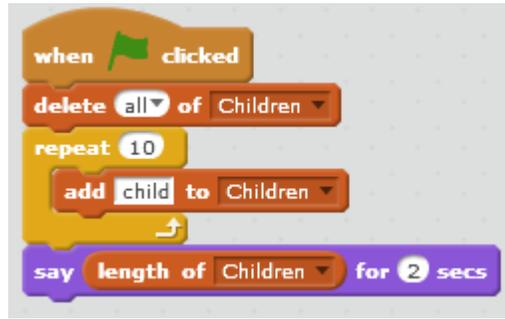 when clicked
delete all of Children
repeat 10
add child to Children
say length of Children for 2 secs